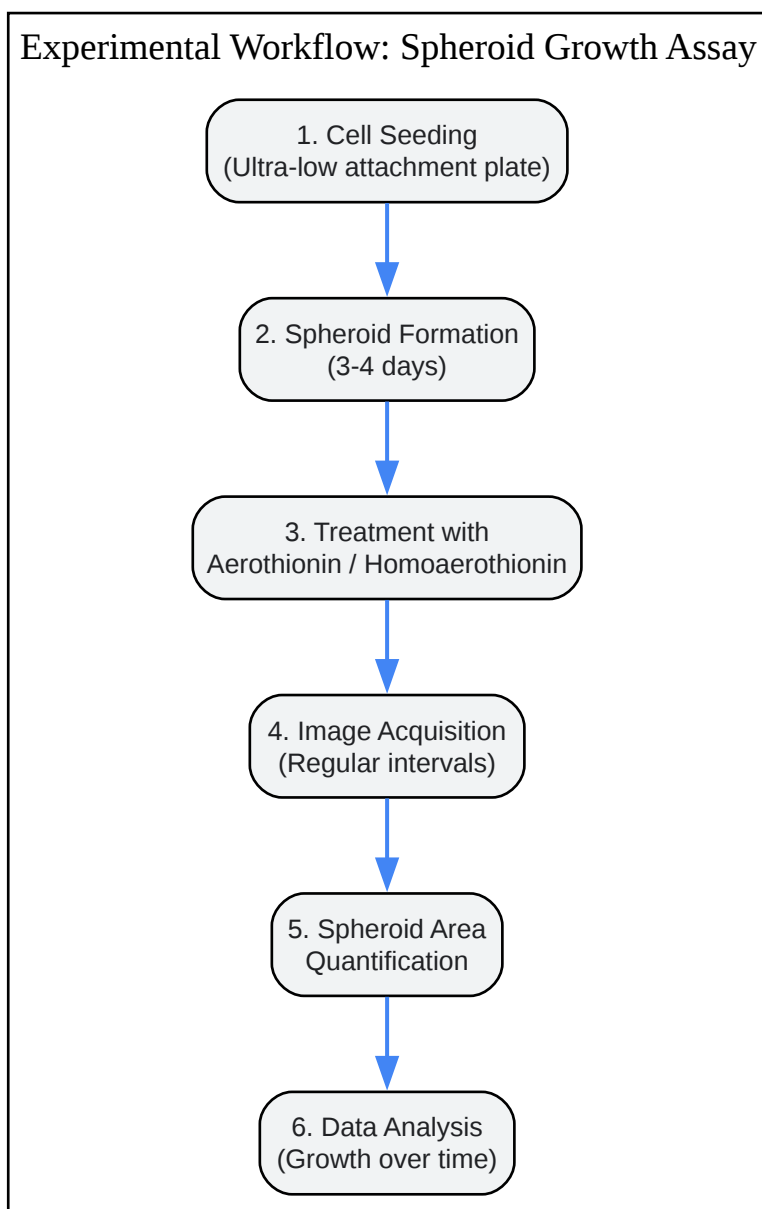 Experimental Workflow: Spheroid Growth Assay
1. Cell Seeding
(Ultra-low attachment plate)
2. Spheroid Formation
(3-4 days)
3. Treatment with
Aerothionin / Homoaerothionin
4. Image Acquisition
(Regular intervals)
5. Spheroid Area
Quantification
6. Data Analysis
(Growth over time)